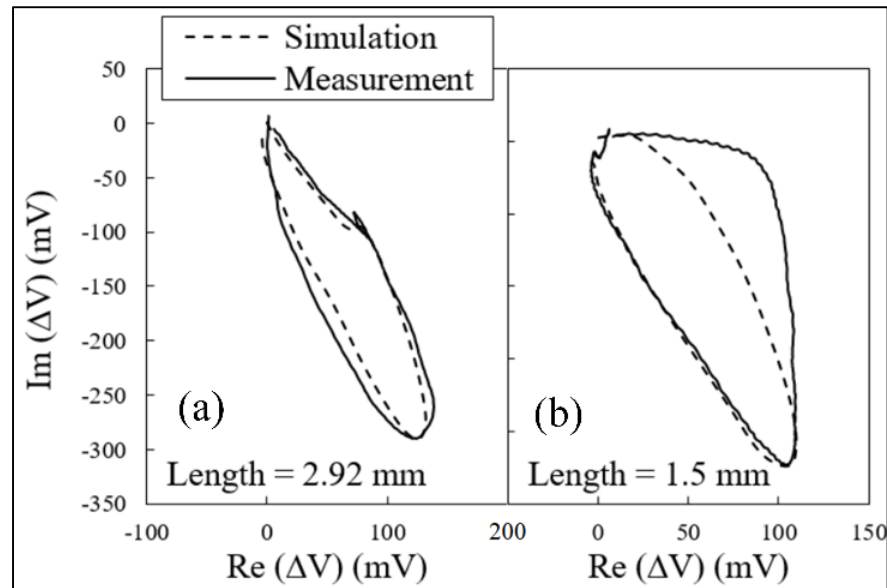 Simulation
Measurement
50
0
-50
-100
-150
-200
-250
-300
-350
Im (ΔV) (mV)
(a)
(b)
Length = 2.92 mm
Length = 1.5 mm
-100 0 100 200 0 50 100 150
Re (ΔV) (mV)
Re (ΔV) (mV)